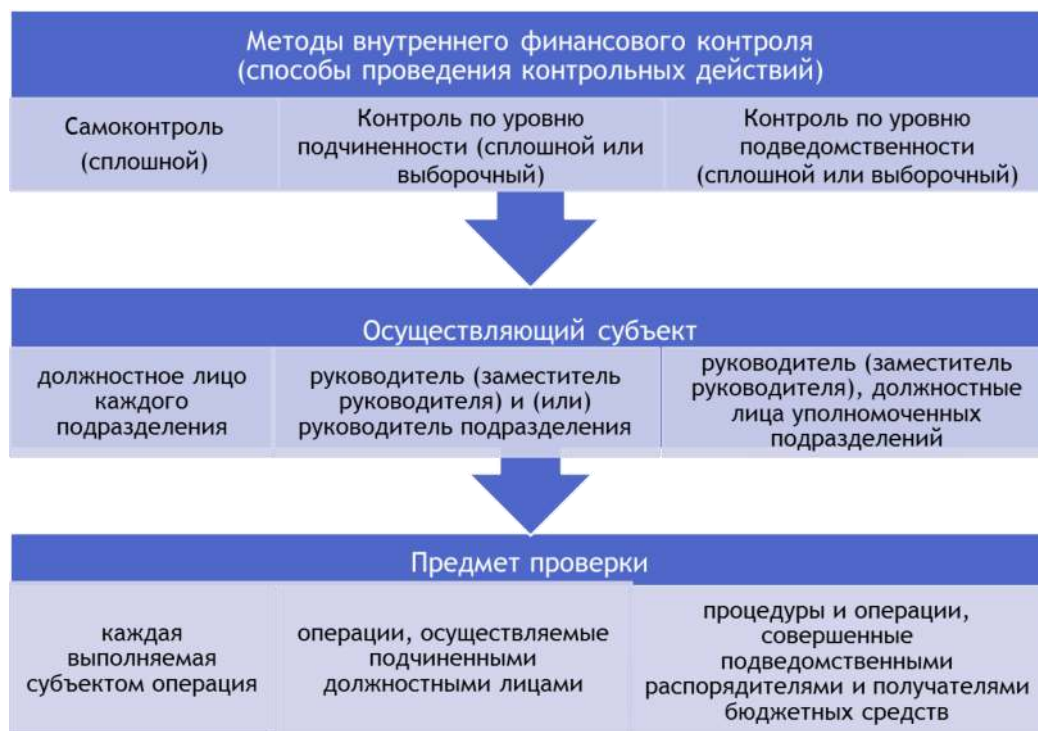 Методы внутреннего финансового контроля
(способы проведения контрольных действий)
Самоконтроль
(сплошной)
Контроль по уровню
подчиненности (сплошной или
выборочный)
Контроль по уровню
подведомственности
(сплошной или выборочный)
Осуществляющий субъект
должностное лицо
каждого
подразделения
руководитель (заместитель
руководителя) и (или)
руководитель подразделения
руководитель (заместитель
руководителя), должностные
лица уполномоченных
подразделений
Предмет проверки
каждая
выполняемая
субъектом операция
операции, осуществляемые
подчиненными
должностными лицами
процедуры и операции,
совершенные
подведомственными
распорядителями и получателями
бюджетных средств